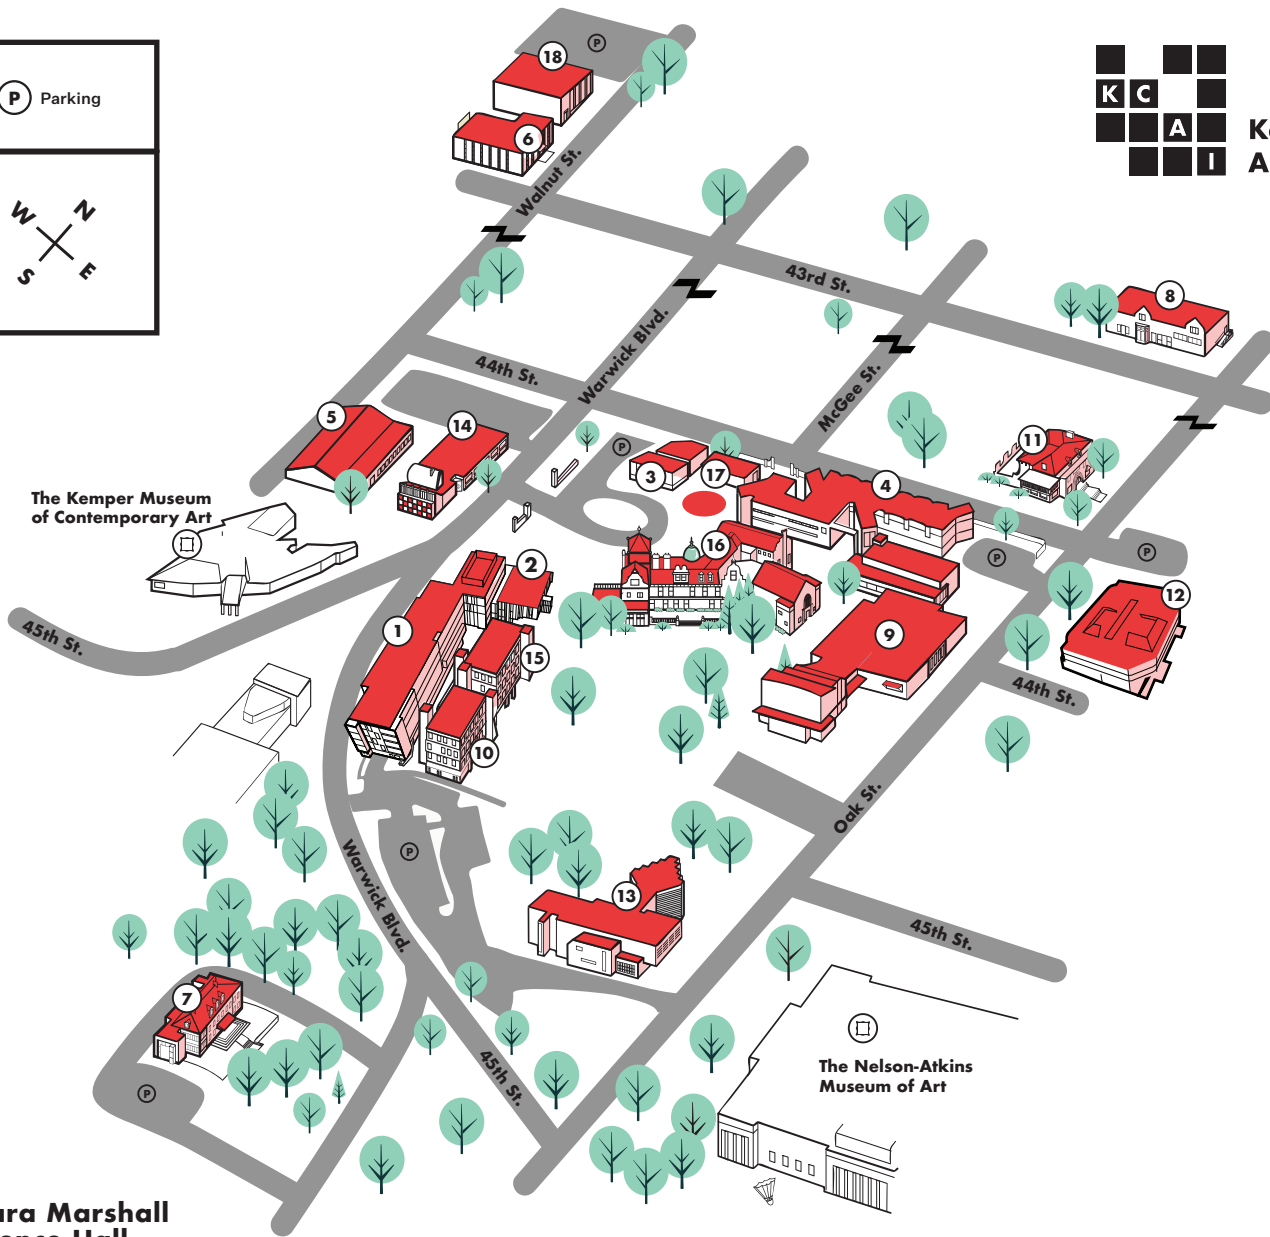 P Parking
W N
S E
P
18
6
Walnut St.
K C
A
I
43rd St.
8
44th St.
Warwick Blvd.
McGee St.
5
14
P
3
17
4
11
The Kemper Museum
of Contemporary Art
16
P
P
2
12
1
9
15
45th St.
44th St.
10
Oak St.
P
Warwick Blvd.
13
45th St.
7
The Nelson-Atkins
Museum of Art
P
45th St.
Marshall
Hall